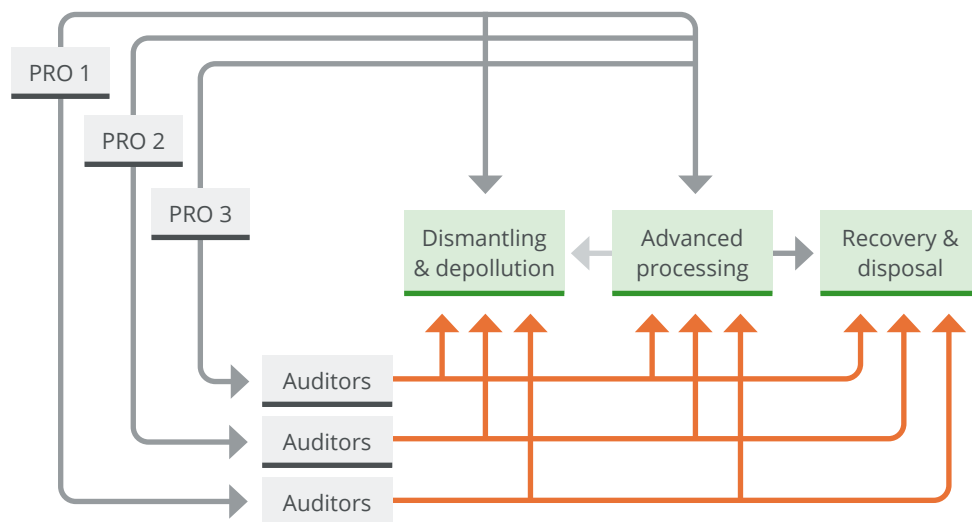 PRO 1
PRO 2
PRO 3
Dismantling
& depollution
Advanced
processing
Recovery &
disposal
Auditors
Auditors
Auditors